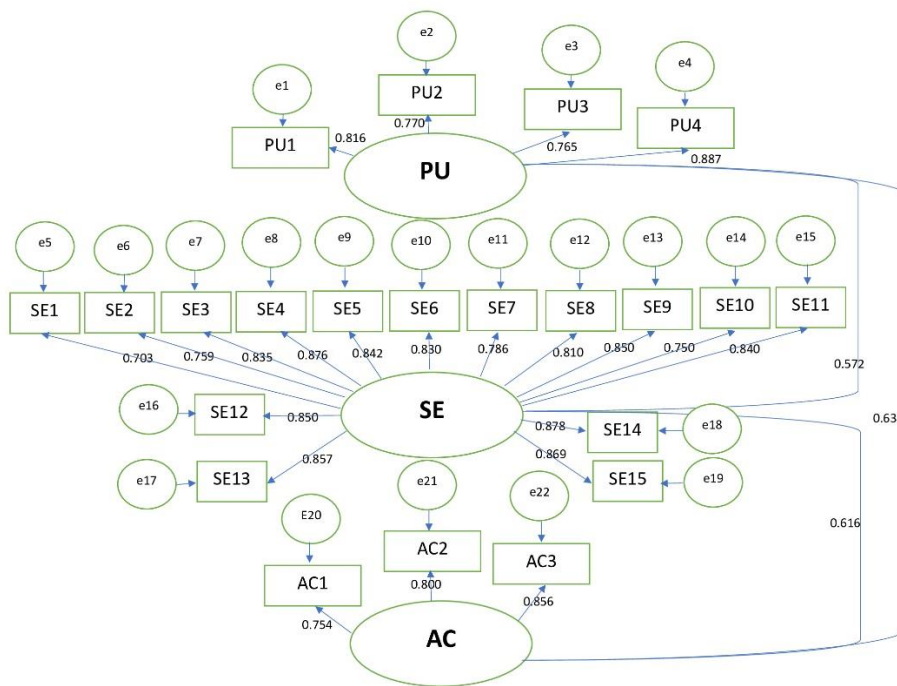 e1
e2
e3
e4
PU1
PU2
PU3
PU4
0.816
0.770
0.765
0.887
PU
e5
e6
e7
e8
e9
e10
e11
e12
e13
e14
e15
SE1
SE2
SE3
SE4
SE5
SE6
SE7
SE8
SE9
SE10
SE11
0.703
0.759
0.835
0.876
0.842
0.830
0.786
0.810
0.850
0.750
0.840
0.572
0.63
SE
e16
SE12
0.850
0.878
SE14
e18
e17
SE13
0.857
0.869
SE15
e19
E20
e21
e22
0.616
AC1
AC2
AC3
0.754
0.800
0.856
AC